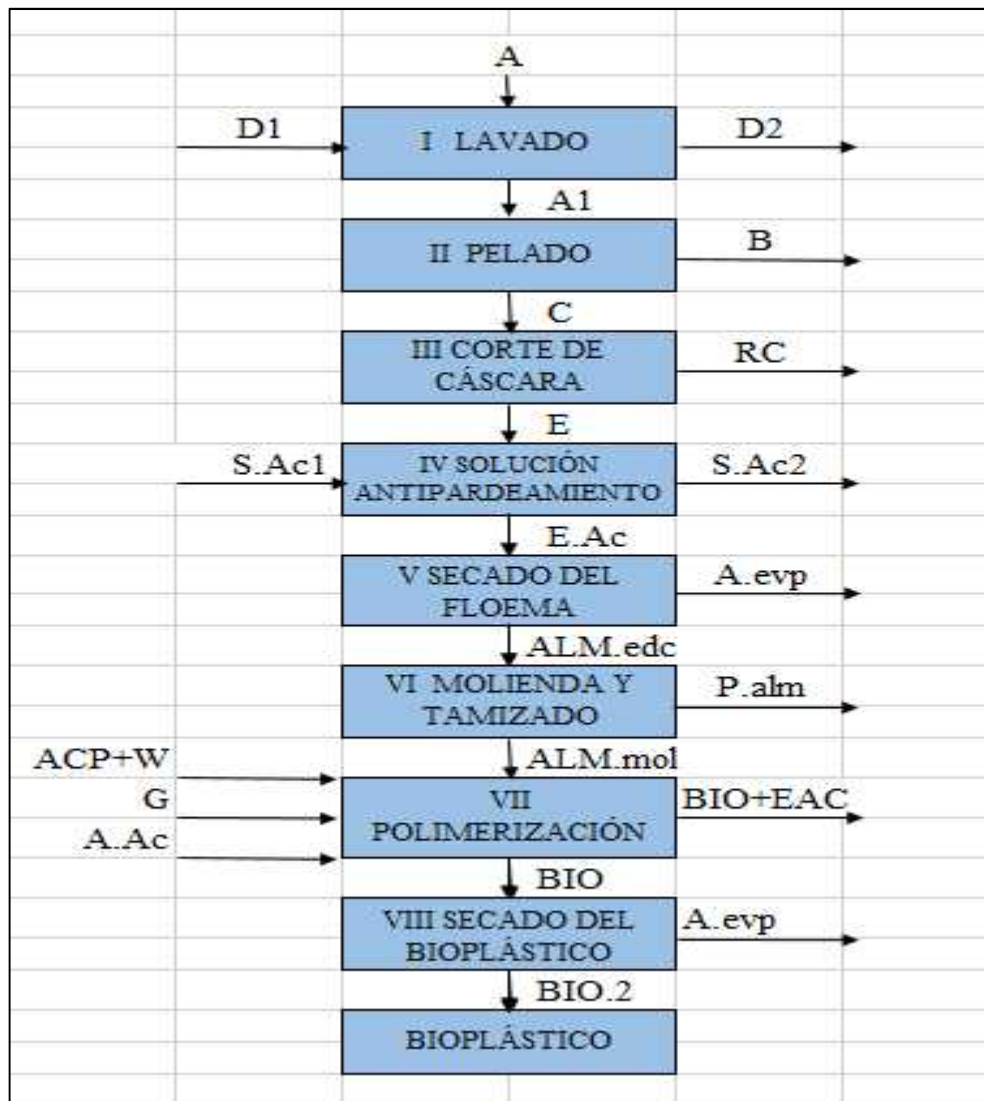 A
D1
I LAVADO
D2
A1
II PELADO
B
C
III CORTE DE
CÁSCARA
RC
E
S.Ac1
IV SOLUCIÓN
ANTIPARDEAMIENTO
S.Ac2
E.Ac
V SECADO DEL
FLOEMA
A.evp
ALM.edc
VI MOLIENDA Y
TAMIZADO
P.alm
ALM.mol
ACP+W
G
A.Ac
VII
POLIMERIZACIÓN
BIO+EAC
BIO
VIII SECADO DEL
BIOPLÁSTICO
A.evp
BIO.2
BIOPLÁSTICO